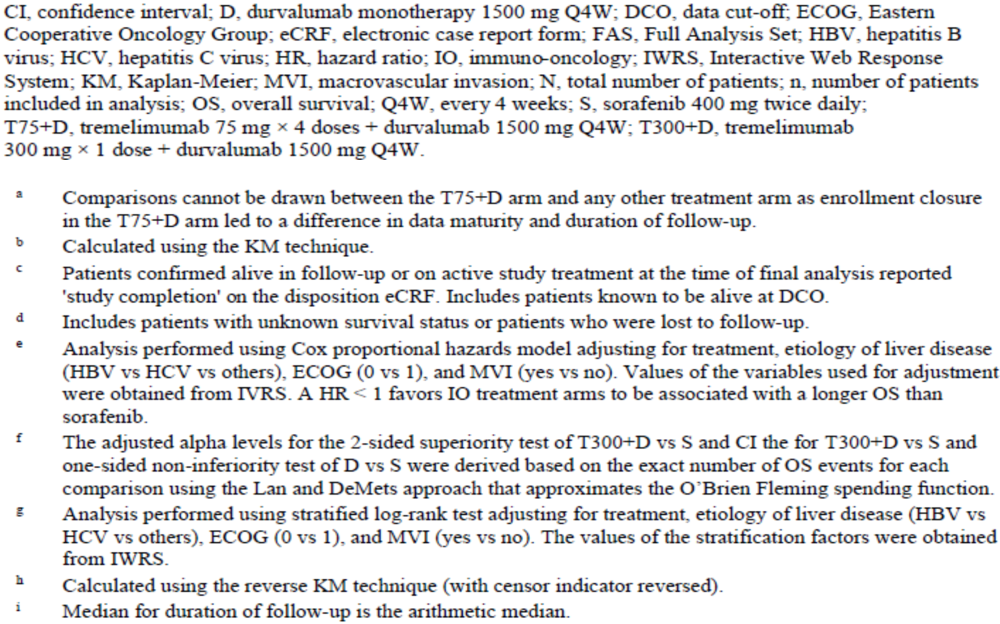 CI, confidence interval; D, durvalumab monotherapy 1500 mg Q4W; DCO, data cut-off; ECOG, Eastern
Cooperative Oncology Group; eCRF, electronic case report form; FAS, Full Analysis Set; HBV, hepatitis B
virus; HCV, hepatitis C virus; HR, hazard ratio; IO, immuno-oncology; IWRS, Interactive Web Response
System; KM, Kaplan-Meier; MVI, macrovascular invasion; N, total number of patients; n, number of patients
included in analysis; OS, overall survival; Q4W, every 4 weeks; S, sorafenib 400 mg twice daily;
T75+D, tremelimumab 75 mg × 4 doses + durvalumab 1500 mg Q4W; T300+D, tremelimumab
300 mg × 1 dose + durvalumab 1500 mg Q4W.
a Comparisons cannot be drawn between the T75+D arm and any other treatment arm as enrollment closure
in the T75+D arm led to a difference in data maturity and duration of follow-up.
b Calculated using the KM technique.
c Patients confirmed alive in follow-up or on active study treatment at the time of final analysis reported
'study completion' on the disposition eCRF. Includes patients known to be alive at DCO.
d Includes patients with unknown survival status or patients who were lost to follow-up.
e Analysis performed using Cox proportional hazards model adjusting for treatment, etiology of liver disease
(HBV vs HCV vs others), ECOG (0 vs 1), and MVI (yes vs no). Values of the variables used for adjustment
were obtained from IVRS. A HR < 1 favors IO treatment arms to be associated with a longer OS than
sorafenib.
f The adjusted alpha levels for the 2-sided superiority test of T300+D vs S and CI the for T300+D vs S and
one-sided non-inferiority test of D vs S were derived based on the exact number of OS events for each
comparison using the Lan and DeMets approach that approximates the O’Brien Fleming spending function.
g Analysis performed using stratified log-rank test adjusting for treatment, etiology of liver disease (HBV vs
HCV vs others), ECOG (0 vs 1), and MVI (yes vs no). The values of the stratification factors were obtained
from IWRS.
h Calculated using the reverse KM technique (with censor indicator reversed).
i Median for duration of follow-up is the arithmetic median.